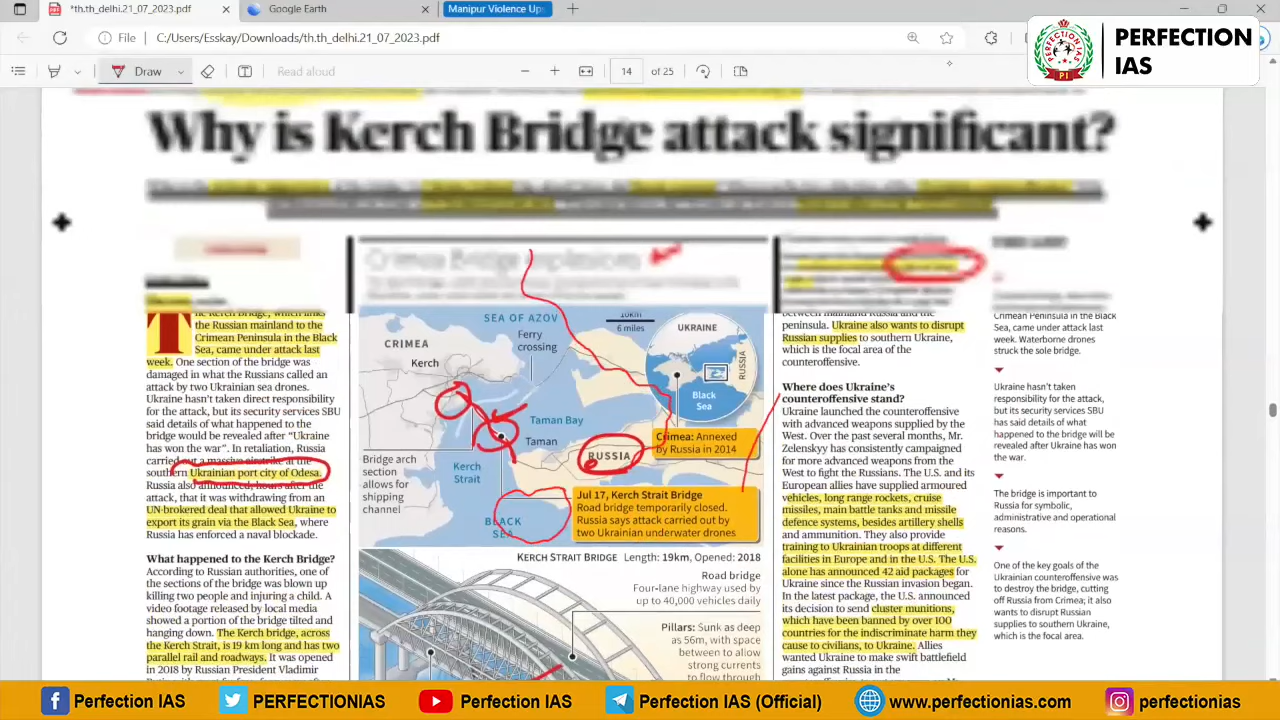 *th.th_delhi.21_07_2023.pdf
Google Earth
Manipur Violence Ups
File
C:/Users/Esskay/Downloads/th.th_delhi.21_07_2023.pdf
Draw
Read aloud
14
of 25
PERFECTION
IAS
PI
Why is Kerch Bridge attack significant?
The Kerch Bridge, which links
the Russian mainland to the
Crimean Peninsula in the Black
Sea, came under attack last
week. One section of the bridge was
damaged in what the Russians called an
attack by two Ukrainian sea drones.
Ukraine hasn't taken direct responsibility
for the attack, but its security services SBU
said details of what happened to the
bridge would be revealed after "Ukraine
has won the war". In retaliation, Russia
carried out a massive airstrike at the
southern Ukrainian port city of Odesa.
Russia also announced, hours after the
attack, that it was withdrawing from an
UN-brokered deal that allowed Ukraine to
export its grain via the Black Sea, where
Russia has enforced a naval blockade.
What happened to the Kerch Bridge?
According to Russian authorities, one of
the sections of the bridge was blown up
killing two people and injuring a child. A
video footage released by local media
showed a portion of the bridge tilted and
hanging down. The Kerch bridge, across
the Kerch Strait, is 19 km long and has two
parallel rail and roadways. It was opened
in 2018 by Russian President Vladimir
Crimea Bridge explosions
SEA OF AZOV
10km
6 miles
UKRAINE
RUSSIA
Black
Sea
CRIMEA
Ferry
crossing
Kerch
Taman Bay
Taman
RUSSIA
Crimea: Annexed
by Russia in 2014
Bridge arch
section
allows for
shipping
channel
Kerch
Strait
BLACK
SEA
Jul 17, Kerch Strait Bridge
Road bridge temporarily closed.
Russia says attack carried out by
two Ukrainian underwater drones
KERCH STRAIT BRIDGE Length: 19km, Opened: 2018
Road bridge
Four-lane highway used by
up to 40,000 vehicles daily
Pillars: Sunk as deep
as 56m, with space
between to allow
strong currents
to flow through
between mainland Russia and the
peninsula. Ukraine also wants to disrupt
Russian supplies to southern Ukraine,
which is the focal area of the
counteroffensive.
Where does Ukraine's
counteroffensive stand?
Ukraine launched the counteroffensive
with advanced weapons supplied by the
West. Over the past several months, Mr.
Zelenskyy has consistently campaigned
for more advanced weapons from the
West to fight the Russians. The U.S. and its
European allies have supplied armoured
vehicles, long range rockets, cruise
missiles, main battle tanks and missile
defence systems, besides artillery shells
and ammunition. They also provide
training to Ukrainian troops at different
facilities in Europe and in the U.S. The U.S.
alone has announced 42 aid packages for
Ukraine since the Russian invasion began.
In the latest package, the U.S. announced
its decision to send cluster munitions,
which have been banned by over 100
countries for the indiscriminate harm they
cause to civilians, to Ukraine. Allies
wanted Ukraine to make swift battlefield
gains against Russia in the
Crimean Peninsula in the Black
Sea, came under attack last
week. Waterborne drones
struck the sole bridge.
Ukraine hasn't taken
responsibility for the attack,
but its security services SBU
has said details of what
happened to the bridge will be
revealed after Ukraine has won
the war.
The bridge is important to
Russia for symbolic,
administrative and operational
reasons.
One of the key goals of the
Ukrainian counteroffensive was
to destroy the bridge, cutting
off Russia from Crimea; it also
wants to disrupt Russian
supplies to southern Ukraine,
which is the focal area.
Perfection IAS
PERFECTIONIAS
Perfection IAS
Perfection IAS (Official)
www.perfectionias.com
perfectionias